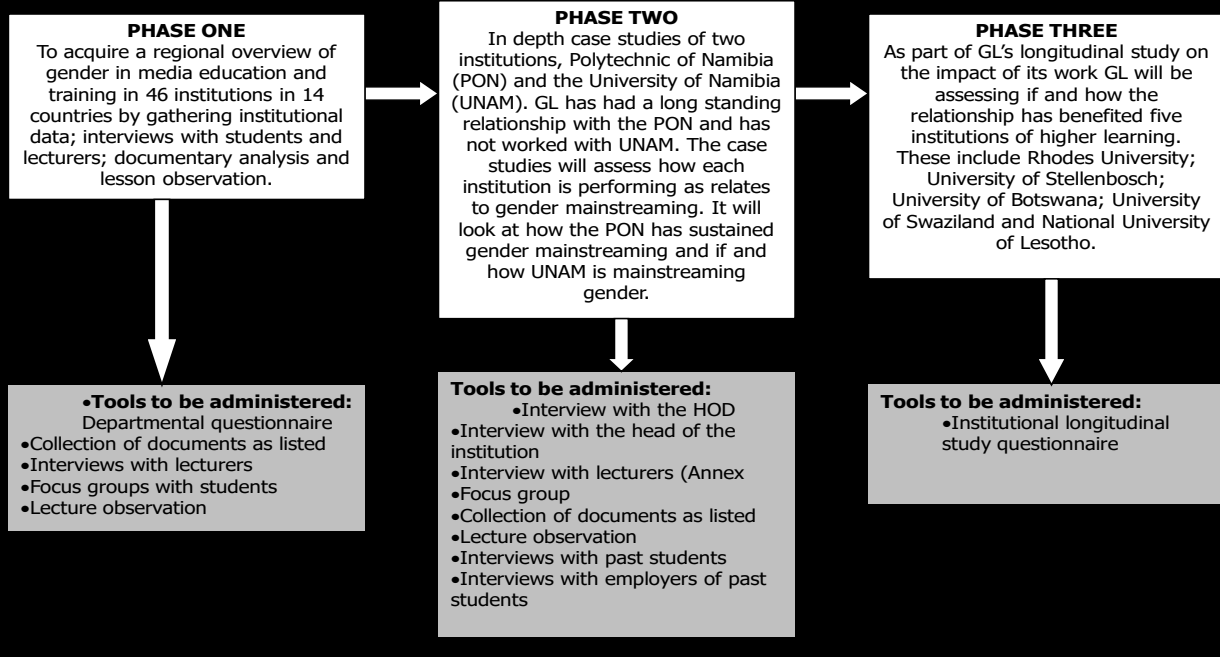 PHASE ONE
To acquire a regional overview of
gender in media education and
training in 46 institutions in 14
countries by gathering institutional
data; interviews with students and
lecturers; documentary analysis and
lesson observation.
PHASE TWO
In depth case studies of two
institutions, Polytechnic of Namibia
(PON) and the University of Namibia
(UNAM). GL has had a long standing
relationship with the PON and has
not worked with UNAM. The case
studies will assess how each
institution is performing as relates
to gender mainstreaming. It will
look at how the PON has sustained
gender mainstreaming and if and
how UNAM is mainstreaming
gender.
PHASE THREE
As part of GL’s longitudinal study on
the impact of its work GL will be
assessing if and how the
relationship has benefited five
institutions of higher learning.
These include Rhodes University;
University of Stellenbosch;
University of Botswana; University
of Swaziland and National University
of Lesotho.
•Tools to be administered:
Departmental questionnaire
•Collection of documents as listed
•Interviews with lecturers
•Focus groups with students
•Lecture observation
Tools to be administered:
•Interview with the HOD
•Interview with the head of the
institution
•Interview with lecturers (Annex
•Focus group
•Collection of documents as listed
•Lecture observation
•Interviews with past students
•Interviews with employers of past
students
Tools to be administered:
•Institutional longitudinal
study questionnaire